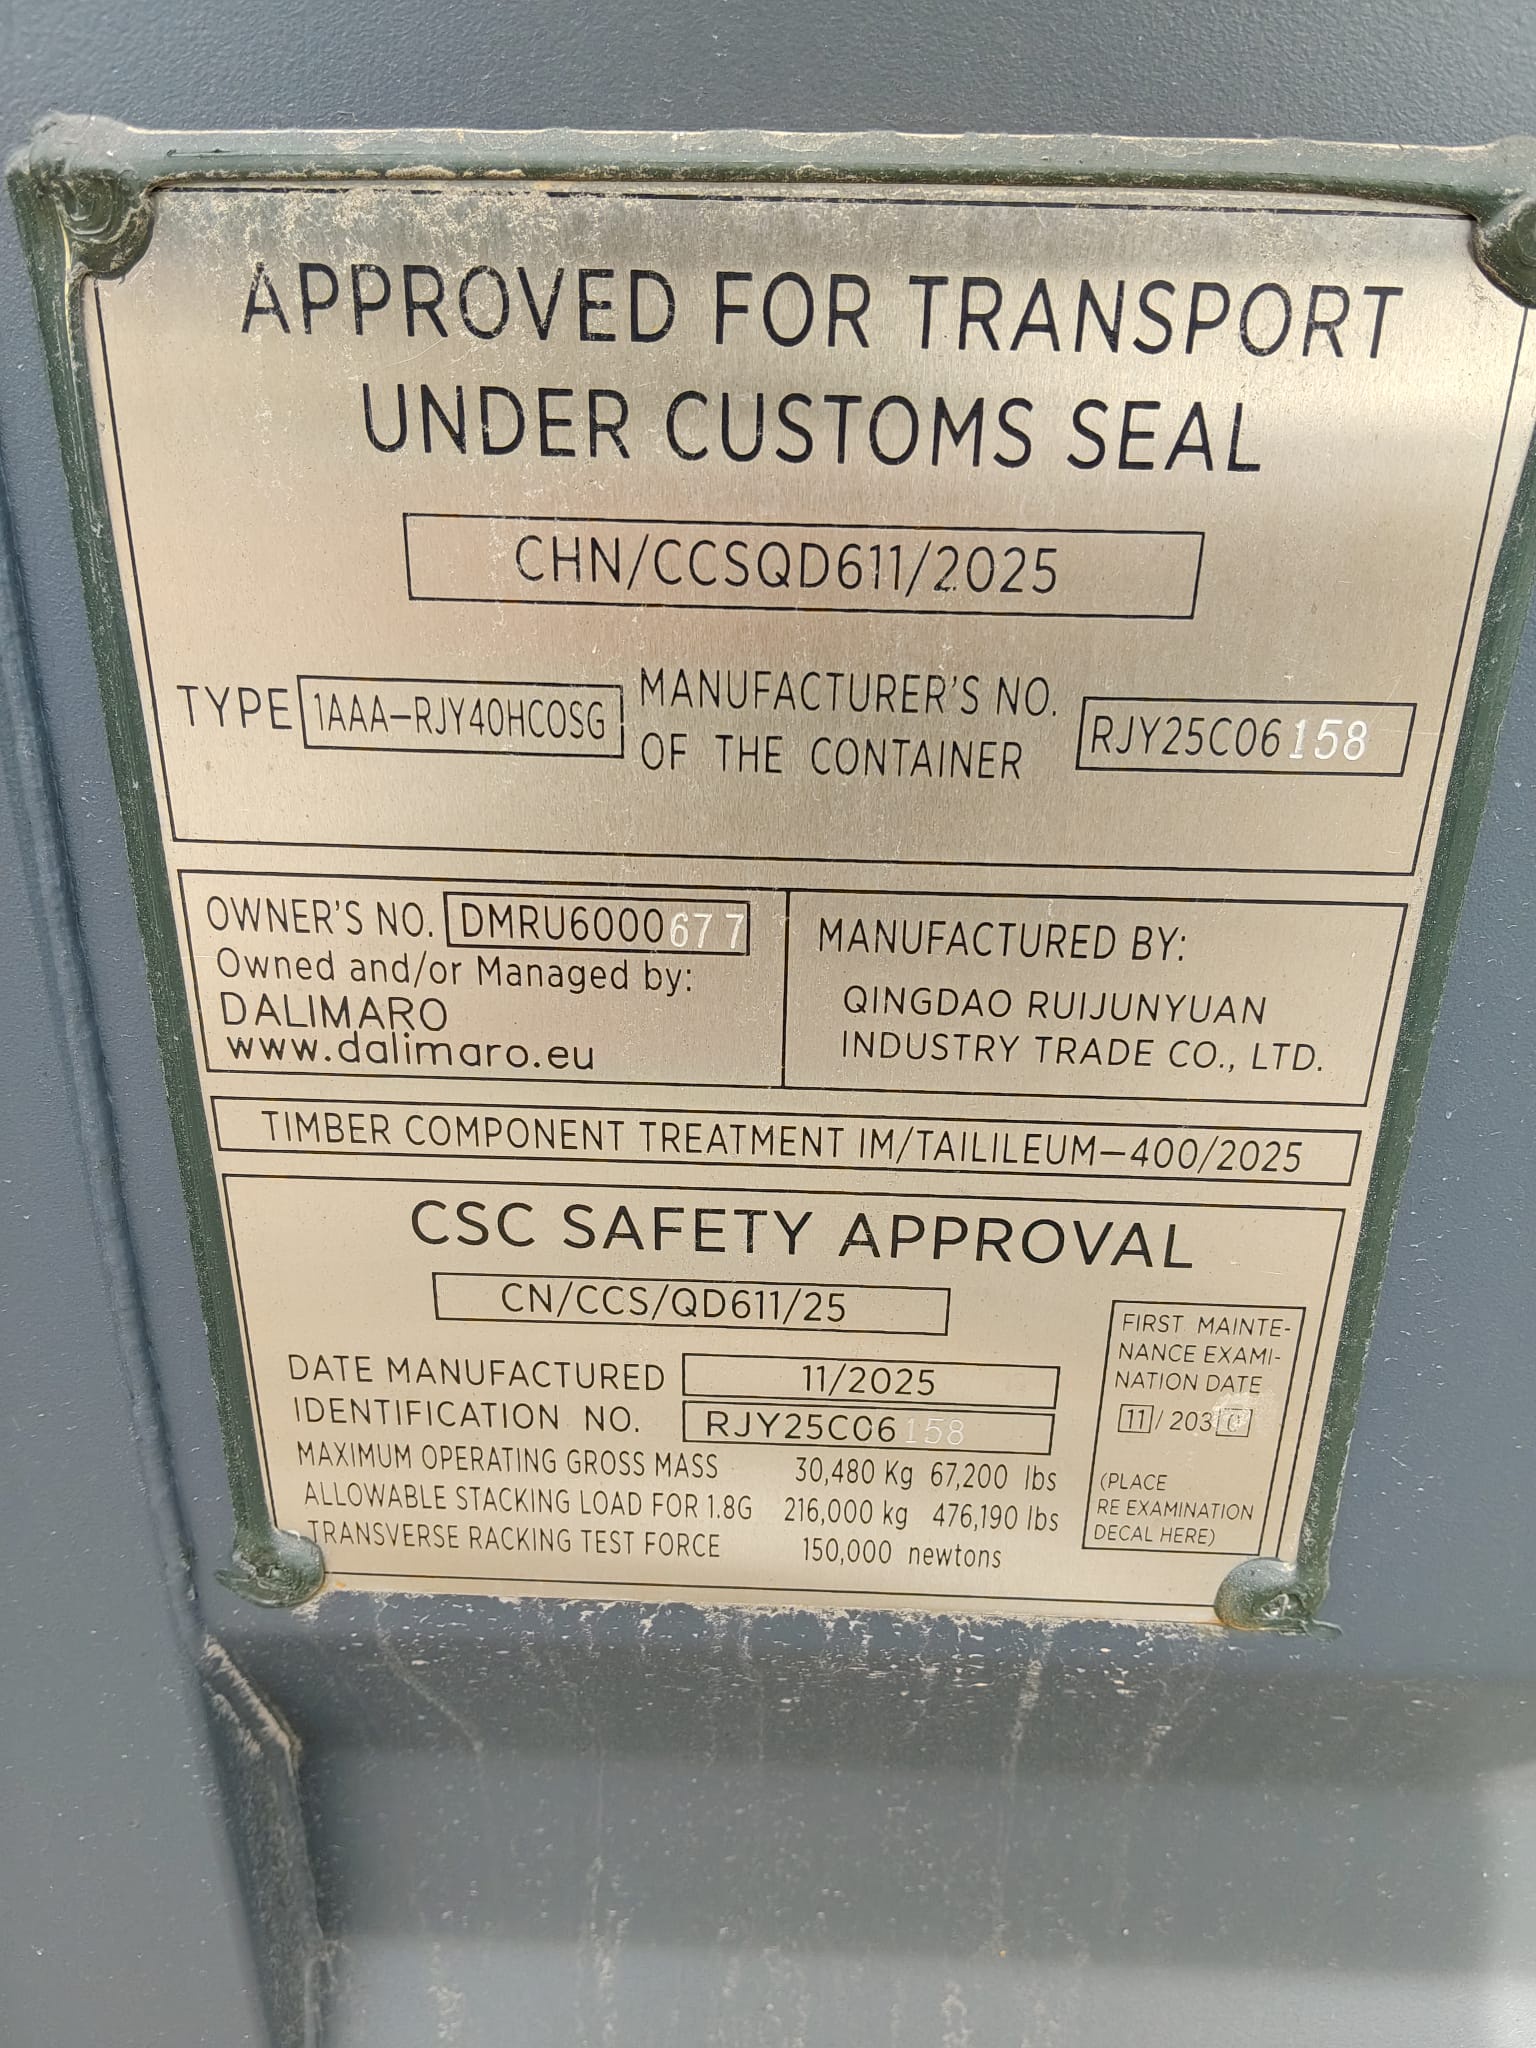 APPROVED FOR TRANSPORT
UNDER CUSTOMS SEAL
CHN/CCSQD611/2025
TYPE 1AAA-RJY40HCOSG
MANUFACTURER'S NO.
OF THE CONTAINER
RJY25C06158
OWNER'S NO. DMRU6000677
Owned and/or Managed by:
DALIMARO
www.dalimaro.eu
MANUFACTURED BY:
QINGDAO RUIJUNYUAN
INDUSTRY TRADE CO., LTD.
TIMBER COMPONENT TREATMENT IM/TAILILEUM-400/2025
CSC SAFETY APPROVAL
CN/CCS/QD611/25
DATE MANUFACTURED 11/2025
IDENTIFICATION NO. RJY25C06158
MAXIMUM OPERATING GROSS MASS 30,480 Kg 67,200 lbs
ALLOWABLE STACKING LOAD FOR 1.8G 216,000 kg 476,190 lbs
TRANSVERSE RACKING TEST FORCE 150,000 newtons
FIRST MAINTE-
NANCE EXAMI-
NATION DATE
11/
(PLACE
RE EXAMINATION
DECAL HERE)